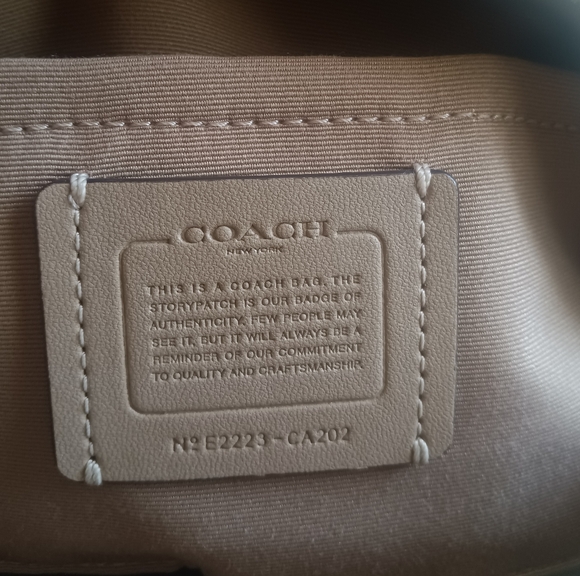 COACH
NEW YORK
THIS IS A COACH BAG. THE
STORYPATCH IS OUR BADGE OF
AUTHENTICITY. FEW PEOPLE MAY
SEE IT, BUT IT WILL ALWAYS BE A
REMINDER OF OUR COMMITMENT
TO QUALITY AND CRAFTSMANSHIP.
Nº E2223-CA202